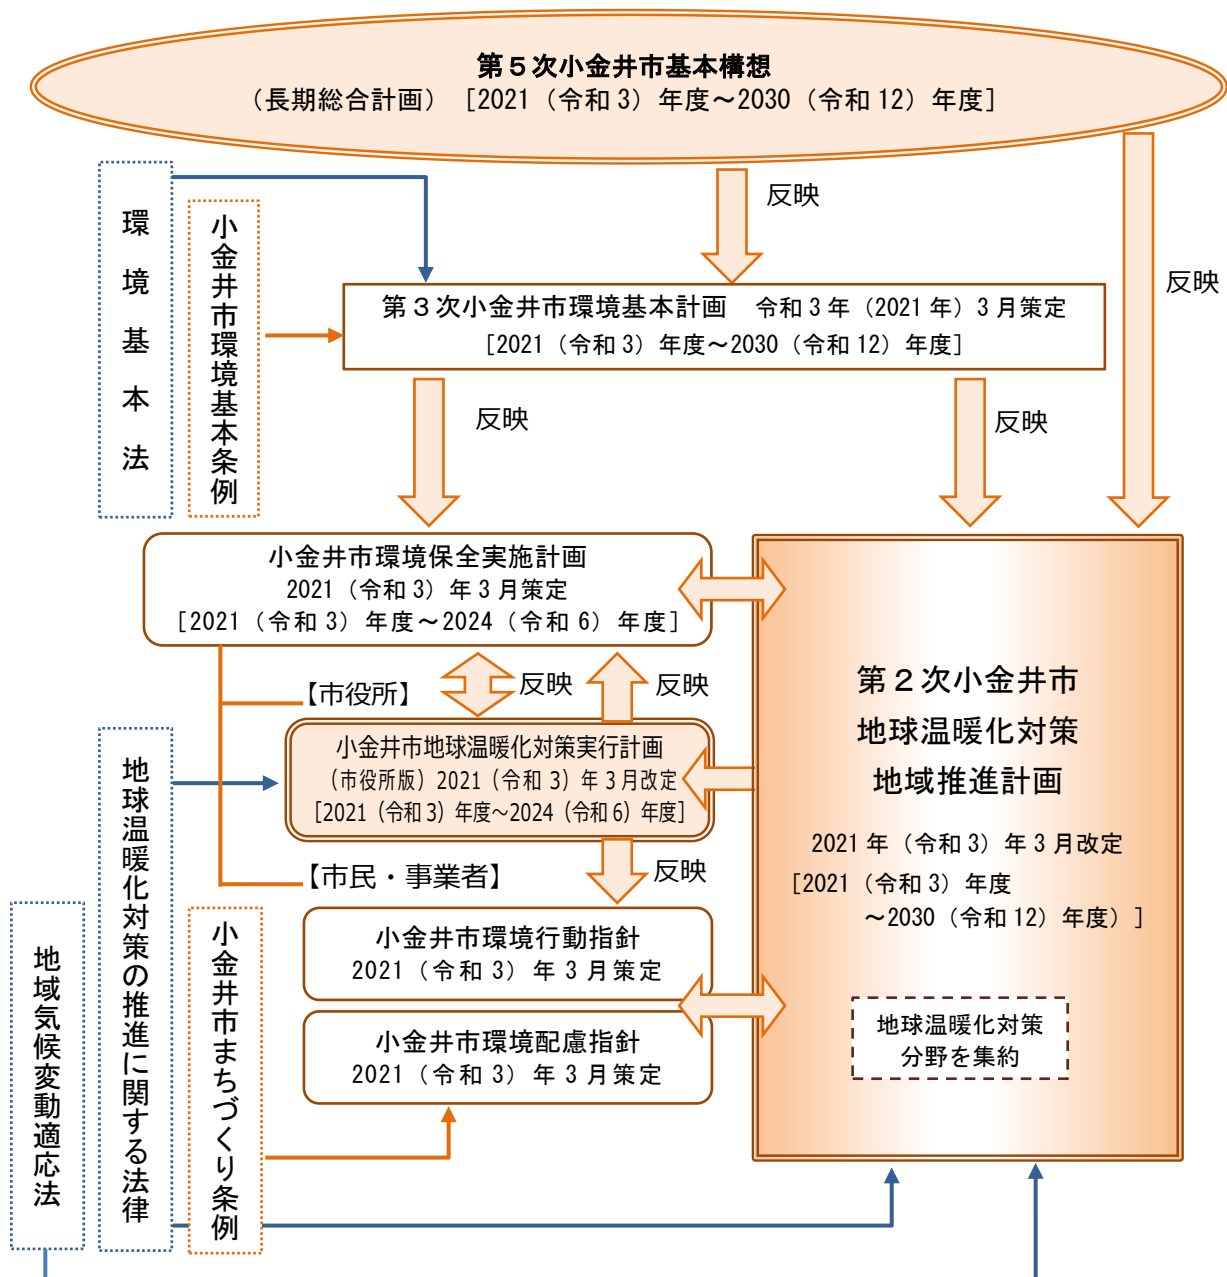 第５次小金井市基本構想
（長期総合計画）［2021（令和3）年度～2030（令和12）年度］
反映
反映
環境基本法
小金井市環境基本条例
第３次小金井市環境基本計画　令和3年（2021年）3月策定
［2021（令和3）年度～2030（令和12）年度］
反映
反映
小金井市環境保全実施計画
2021（令和3）年3月策定
［2021（令和3）年度～2024（令和6）年度］
【市役所】
反映
反映
小金井市地球温暖化対策実行計画
（市役所版）2021（令和3）年3月改定
［2021（令和3）年度～2024（令和6）年度］
【市民・事業者】
反映
小金井市環境行動指針
2021（令和3）年3月策定
小金井市環境配慮指針
2021（令和3）年3月策定
第２次小金井市
地球温暖化対策
地域推進計画
2021年（令和3）年3月改定
［2021（令和3）年度
～2030（令和12）年度）］
地球温暖化対策
分野を集約
地域気候変動適応法
地球温暖化対策の推進に関する法律
小金井市まちづくり条例